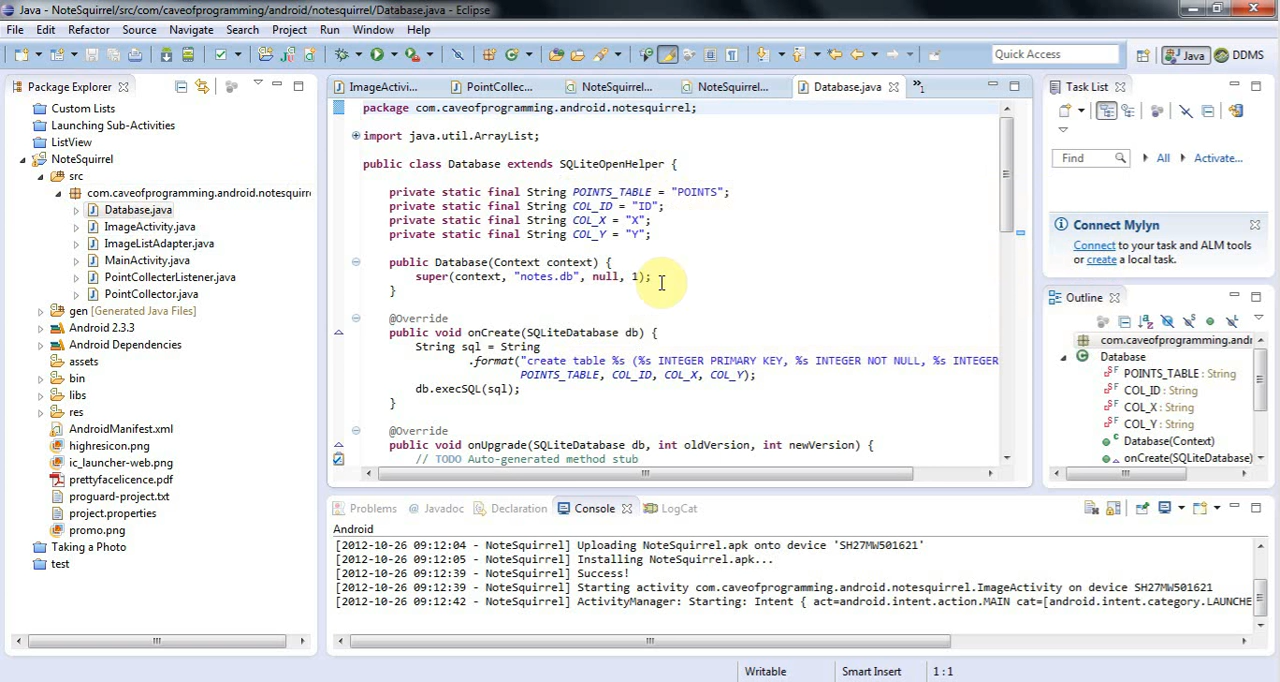 Java - NoteSquirrel/src/com/caveofprogramming/android/notesquirrel/Database.java - Eclipse
File Edit Refactor Source Navigate Search Project Run Window Help
Quick Access
Java DDMS
Package Explorer
Custom Lists
Launching Sub-Activities
ListView
NoteSquirrel
src
com.caveofprogramming.android.notesquirre
Database.java
ImageActivity.java
ImageListAdapter.java
MainActivity.java
PointCollecterListener.java
PointCollector.java
gen [Generated Java Files]
Android 2.3.3
Android Dependencies
assets
bin
libs
res
AndroidManifest.xml
highresicon.png
ic_launcher-web.png
prettyfacelicence.pdf
proguard-project.txt
project.properties
promo.png
Taking a Photo
test
ImageActivi... PointCollec... NoteSquirrel... NoteSquirrel... Database.java »1
package com.caveofprogramming.android.notesquirrel;
import java.util.ArrayList;
public class Database extends SQLiteOpenHelper {
private static final String POINTS_TABLE = "POINTS";
private static final String COL_ID = "ID";
private static final String COL_X = "X";
private static final String COL_Y = "Y";
public Database(Context context) {
super(context, "notes.db", null, 1);
}
@Override
public void onCreate(SQLiteDatabase db) {
String sql = String
.format("create table %s (%s INTEGER PRIMARY KEY, %s INTEGER NOT NULL, %s INTEGER
POINTS_TABLE, COL_ID, COL_X, COL_Y);
db.execSQL(sql);
}
@Override
public void onUpgrade(SQLiteDatabase db, int oldVersion, int newVersion) {
// TODO Auto-generated method stub
Task List
Find All Activate...
Connect Mylyn
Connect to your task and ALM tools
or create a local task.
Outline
com.caveofprogramming.andr
Database
POINTS_TABLE : String
COL_ID : String
COL_X : String
COL_Y : String
Database(Context)
onCreate(SQLiteDatabase)
Problems Javadoc Declaration Console LogCat
Android
[2012-10-26 09:12:04 - NoteSquirrel] Uploading NoteSquirrel.apk onto device 'SH27MW501621'
[2012-10-26 09:12:05 - NoteSquirrel] Installing NoteSquirrel.apk...
[2012-10-26 09:12:39 - NoteSquirrel] Success!
[2012-10-26 09:12:39 - NoteSquirrel] Starting activity com.caveofprogramming.android.notesquirrel.ImageActivity on device SH27MW501621
[2012-10-26 09:12:42 - NoteSquirrel] ActivityManager: Starting: Intent { act=android.intent.action.MAIN cat=[android.intent.category.LAUNCHE
Writable Smart Insert 1 : 1